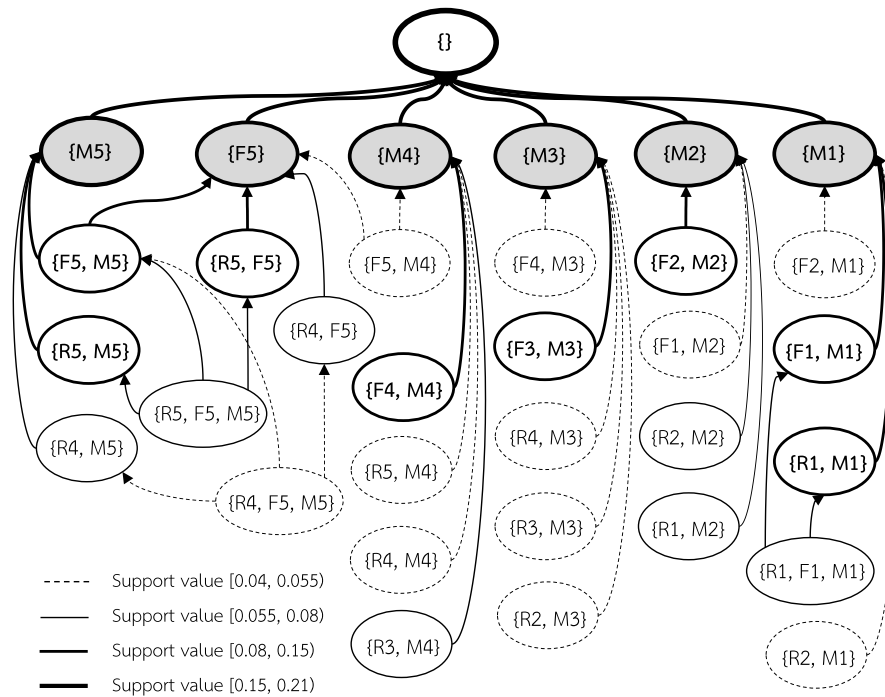 {}
{M5} {F5} {M4} {M3} {M2} {M1}
{F5, M5} {R5, F5} {F5, M4} {F4, M3} {F2, M2} {F2, M1}
{R4, F5}
{R5, M5} {F3, M3} {F1, M2} {F1, M1}
{F4, M4}
{R5, F5, M5}
{R4, M5} {R4, M3} {R2, M2} {R1, M1}
{R5, M4}
{R4, F5, M5} {R3, M3} {R1, M2}
{R4, M4} {R1, F1, M1}
Support value [0.04, 0.055)
Support value [0.055, 0.08)
{R2, M3}
{R3, M4}
Support value [0.08, 0.15)
{R2, M1}
Support value [0.15, 0.21)